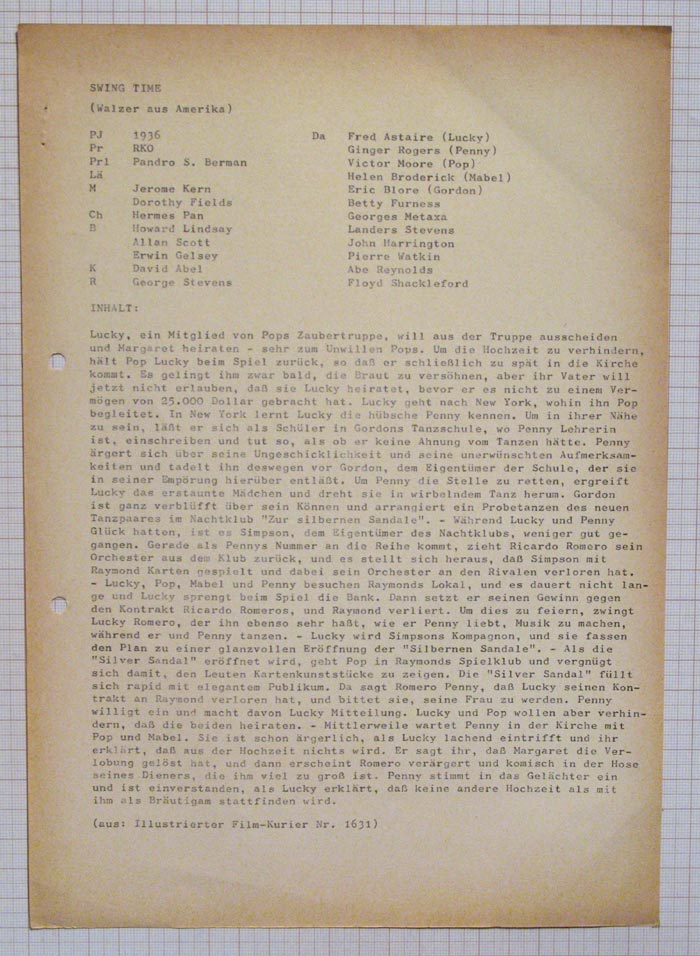 SWING TIME
(Walzer aus Amerika)
PJ 1936 Da Fred Astaire (Lucky)
Pr RKO Ginger Rogers (Penny)
Prl Pandro S. Berman Victor Moore (Pop)
Lä Helen Broderick (Mabel)
M Jerome Kern Eric Blore (Gordon)
Dorothy Fields Betty Furness
Ch Hermes Pan Georges Metaxa
B Howard Lindsay Landers Stevens
Allan Scott John Harrington
Erwin Gelsey Pierre Watkin
K David Abel Abe Reynolds
R George Stevens Floyd Shackleford
INHALT:
Lucky, ein Mitglied von Pops Zaubertruppe, will aus der Truppe ausscheiden
und Margaret heiraten - sehr zum Unwillen Pops. Um die Hochzeit zu verhindern,
hält Pop Lucky beim Spiel zurück, so daß er schließlich zu spät in die Kirche
kommt. Es gelingt ihm zwar bald, die Braut zu versöhnen, aber ihr Vater will
jetzt nicht erlauben, daß sie Lucky heiratet, bevor er es nicht zu einem Ver-
mögen von 25.000 Dollar gebracht hat. Lucky geht nach New York, wohin ihn Pop
begleitet. In New York lernt Lucky die hübsche Penny kennen. Um in ihrer Nähe
zu sein, läßt er sich als Schüler in Gordons Tanzschule, wo Penny Lehrerin
ist, einschreiben und tut so, als ob er keine Ahnung vom Tanzen hätte. Penny
ärgert sich über seine Ungeschicklichkeit und seine unerwünschten Aufmerksam-
keiten und tadelt ihn deswegen vor Gordon, dem Eigentümer der Schule, der sie
in seiner Empörung hierüber entläßt. Um Penny die Stelle zu retten, ergreift
Lucky das erstaunte Mädchen und dreht sie in wirbelndem Tanz herum. Gordon
ist ganz verblüfft über sein Können und arrangiert ein Probetanzen des neuen
Tanzpaares im Nachtklub "Zur silbernen Sandale". - Während Lucky und Penny
Glück hatten, ist es Simpson, dem Eigentümer des Nachtklubs, weniger gut ge-
gangen. Gerade als Pennys Nummer an die Reihe kommt, zieht Ricardo Romero sein
Orchester aus dem Klub zurück, und es stellt sich heraus, daß Simpson mit
Raymond Karten gespielt und dabei sein Orchester an den Rivalen verloren hat.
- Lucky, Pop, Mabel und Penny besuchen Raymonds Lokal, und es dauert nicht lan-
ge und Lucky sprengt beim Spiel die Bank. Dann setzt er seinen Gewinn gegen
den Kontrakt Ricardo Romeros, und Raymond verliert. Um dies zu feiern, zwingt
Lucky Romero, der ihn ebenso sehr haßt, wie er Penny liebt, Musik zu machen,
während er und Penny tanzen. - Lucky wird Simpsons Kompagnon, und sie fassen
den Plan zu einer glanzvollen Eröffnung der "Silbernen Sandale". - Als die
"Silver Sandal" eröffnet wird, geht Pop in Raymonds Spielklub und vergnügt
sich damit, den Leuten Kartenkunststücke zu zeigen. Die "Silver Sandal" füllt
sich rapid mit elegantem Publikum. Da sagt Romero Penny, daß Lucky seinen Kon-
trakt an Raymond verloren hat, und bittet sie, seine Frau zu werden. Penny
willigt ein und macht davon Lucky Mitteilung. Lucky und Pop wollen aber verhin-
dern, daß die beiden heiraten. - Mittlerweile wartet Penny in der Kirche mit
Pop und Mabel. Sie ist schon ärgerlich, als Lucky lachend eintrifft und ihr
erklärt, daß aus der Hochzeit nichts wird. Er sagt ihr, daß Margaret die Ver-
lobung gelöst hat, und dann erscheint Romero verärgert und komisch in der Hose
seines Dieners, die ihm viel zu groß ist. Penny stimmt in das Gelächter ein
und ist einverstanden, als Lucky erklärt, daß keine andere Hochzeit als mit
ihm als Bräutigam stattfinden wird.
(aus: Illustrierter Film-Kurier Nr. 1631)